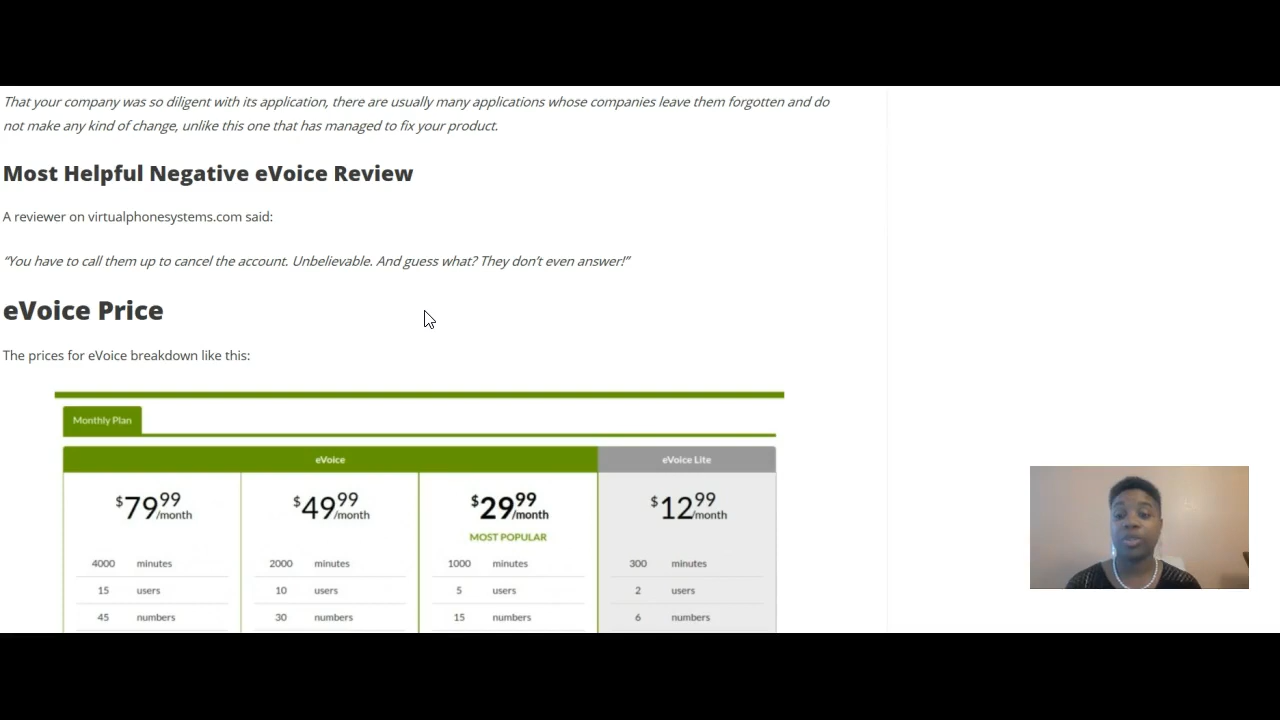 That your company was so diligent with its application, there are usually many applications whose companies leave them forgotten and do
not make any kind of change, unlike this one that has managed to fix your product.
Most Helpful Negative eVoice Review
A reviewer on virtualphonesystems.com said:
“You have to call them up to cancel the account. Unbelievable. And guess what? They don’t even answer!”
eVoice Price
The prices for eVoice breakdown like this:
Monthly Plan
eVoice eVoice Lite
$79.99/month $49.99/month $29.99/month $12.99/month
MOST POPULAR
4000 minutes 2000 minutes 1000 minutes 300 minutes
15 users 10 users 5 users 2 users
45 numbers 30 numbers 15 numbers 6 numbers